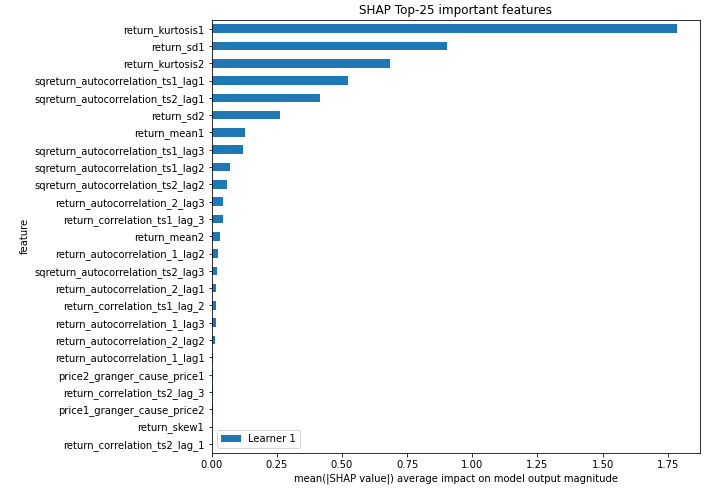 SHAP Top-25 important features
return_kurtosis1
return_sd1
return_kurtosis2
sqreturn_autocorrelation_ts1_lag1
sqreturn_autocorrelation_ts2_lag1
return_sd2
return_mean1
sqreturn_autocorrelation_ts1_lag3
sqreturn_autocorrelation_ts1_lag2
sqreturn_autocorrelation_ts2_lag2
return_autocorrelation_2_lag3
return_correlation_ts1_lag_3
return_mean2
return_autocorrelation_1_lag2
sqreturn_autocorrelation_ts2_lag3
return_autocorrelation_2_lag1
return_correlation_ts1_lag_2
return_autocorrelation_1_lag3
return_autocorrelation_2_lag2
return_autocorrelation_1_lag1
price2_granger_cause_price1
return_correlation_ts2_lag_3
price1_granger_cause_price2
return_skew1
return_correlation_ts2_lag_1
feature
Learner 1
0.00 0.25 0.50 0.75 1.00 1.25 1.50 1.75
mean(|SHAP value|) average impact on model output magnitude